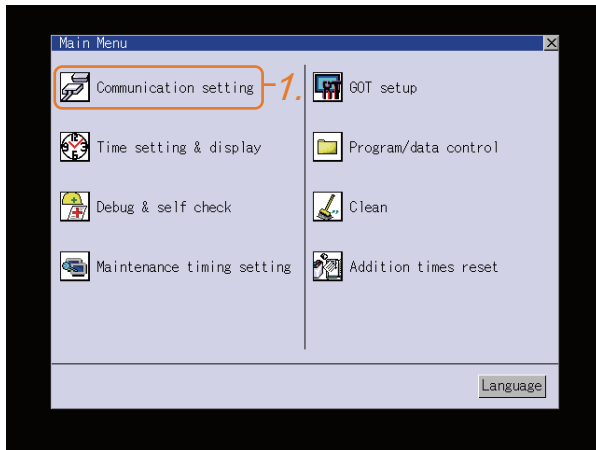 Main Menu
Communication setting
1.
GOT setup
Time setting & display
Program/data control
Debug & self check
Clean
Maintenance timing setting
Addition times reset
Language